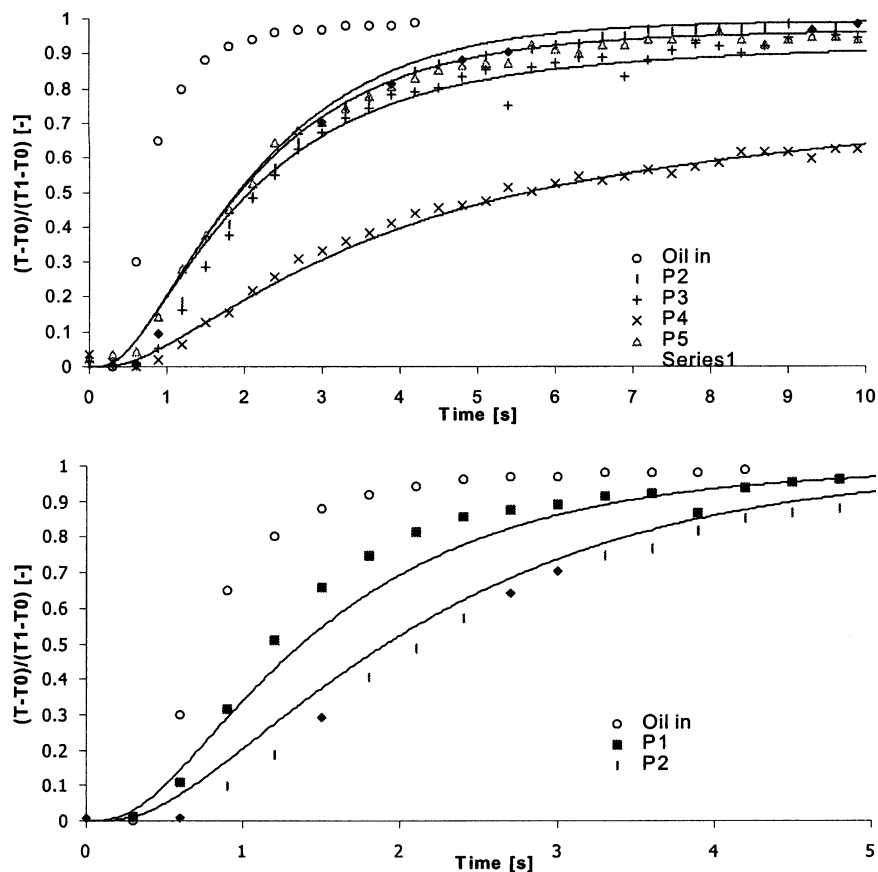 (T-T0)/(T1-T0) [-]
1
0.9
0.8
0.7
0.6
0.5
0.4
0.3
0.2
0.1
0
Oil in
P2
P3
P4
P5
Series1
0 1 2 3 4 5 6 7 8 9 10
Time [s]
(T-T0)/(T1-T0) [-]
1
0.9
0.8
0.7
0.6
0.5
0.4
0.3
0.2
0.1
0
Oil in
P1
P2
0 1 2 3 4 5
Time [s]